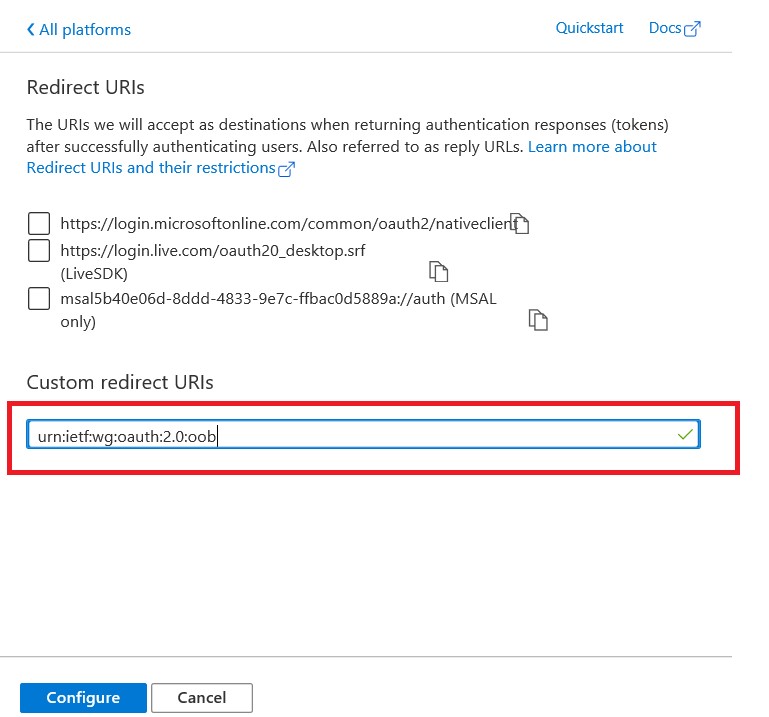 All platforms
Quickstart
Docs
Redirect URIs
The URIs we will accept as destinations when returning authentication responses (tokens)
after successfully authenticating users. Also referred to as reply URLs. Learn more about
Redirect URIs and their restrictions
https://login.microsoftonline.com/common/oauth2/nativeclient
https://login.live.com/oauth20_desktop.srf
(LiveSDK)
msal5b40e06d-8ddd-4833-9e7c-ffbac0d5889a://auth (MSAL
only)
Custom redirect URIs
urn:ietf:wg:oauth:2.0:oob
Configure
Cancel